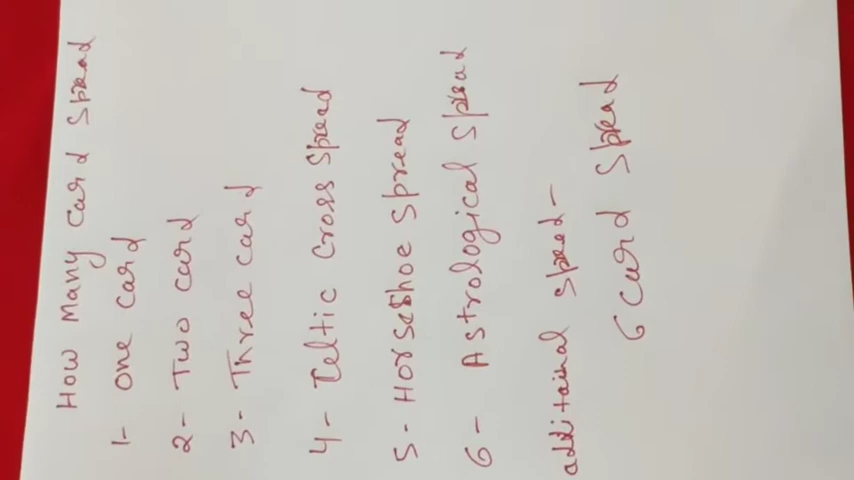 How Many card spread
1- one card
2- Two card
3- Three card
4- Celtic cross spread
5- Horseshoe spread
6- Astrological spread
additainal spread-
6 card spread